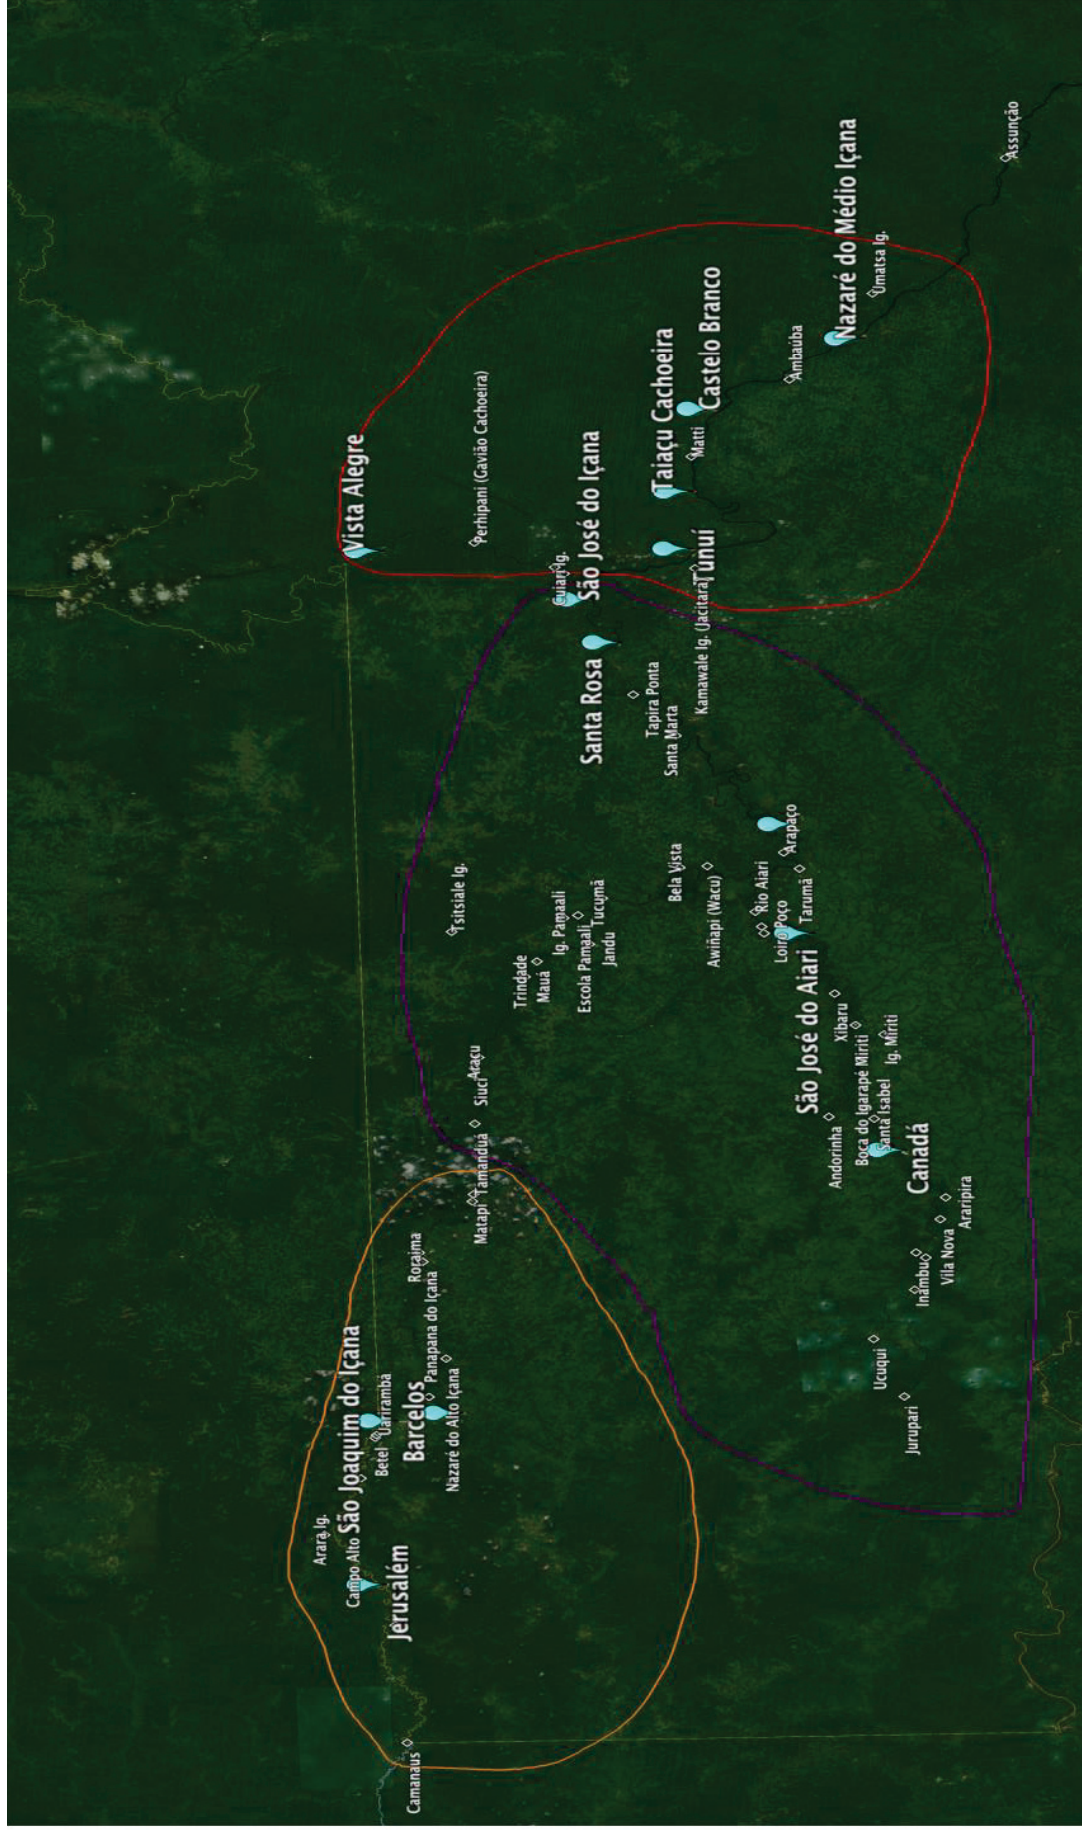 Vista Alegre
Perhipani (Gavião Cachoeira)
Cuiari Ig.
São José do Içana
Taiaçu Cachoeira
Matti
Castelo Branco
Ambaúba
Nazaré do Médio Içana
Umatsa Ig.
Assunção
Tunuí
Kamawale Ig. (Jacitara)
Santa Rosa
Tapira Ponta
Santa Marta
Tsitsiale Ig.
Trindade
Mauá
Ig. Pamaali
Escola Pamaali
Tucumã
Jandu
Bela Vista
Awiñapi (Wacu)
Rio Aiari
Loiro Poço
Arapaço
Tarumã
São José do Aiari
Xibaru
Andorinha
Boca do Igarapé Miriti
Santa Isabel
Ig. Miriti
Canadá
Araripira
Vila Nova
Inambu
Ucuqui
Jurupari
Siuci
Araçu
Tamanduá
Matapi
Roraima
Panapana do Içana
Nazaré do Alto Içana
Barcelos
Uarirambá
Betel
São Joaquim do Içana
Arara Ig.
Campo Alto
Jerusalém
Camanaus